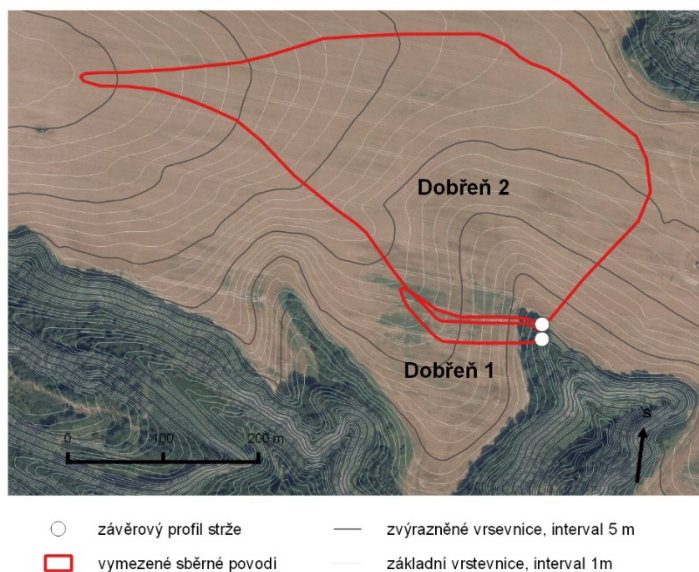 Dobřeň 2
Dobřeň 1
S
0 100 200 m
závěrový profil strže
zvýrazněné vrsevnice, interval 5 m
vymezené sběrné povodí
základní vrstevnice, interval 1m